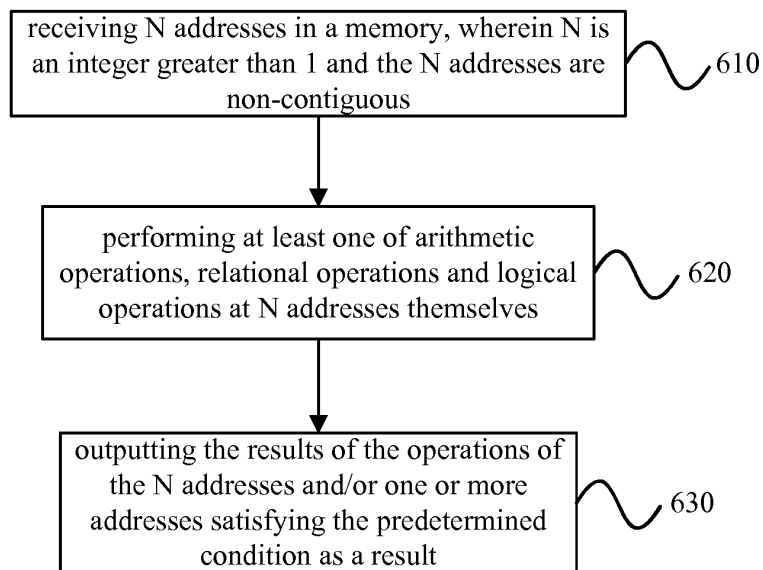 receiving N addresses in a memory, wherein N is
an integer greater than 1 and the N addresses are
non-contiguous
610
performing at least one of arithmetic
operations, relational operations and logical
operations at N addresses themselves
620
outputting the results of the operations of
the N addresses and/or one or more
addresses satisfying the predetermined
condition as a result
630